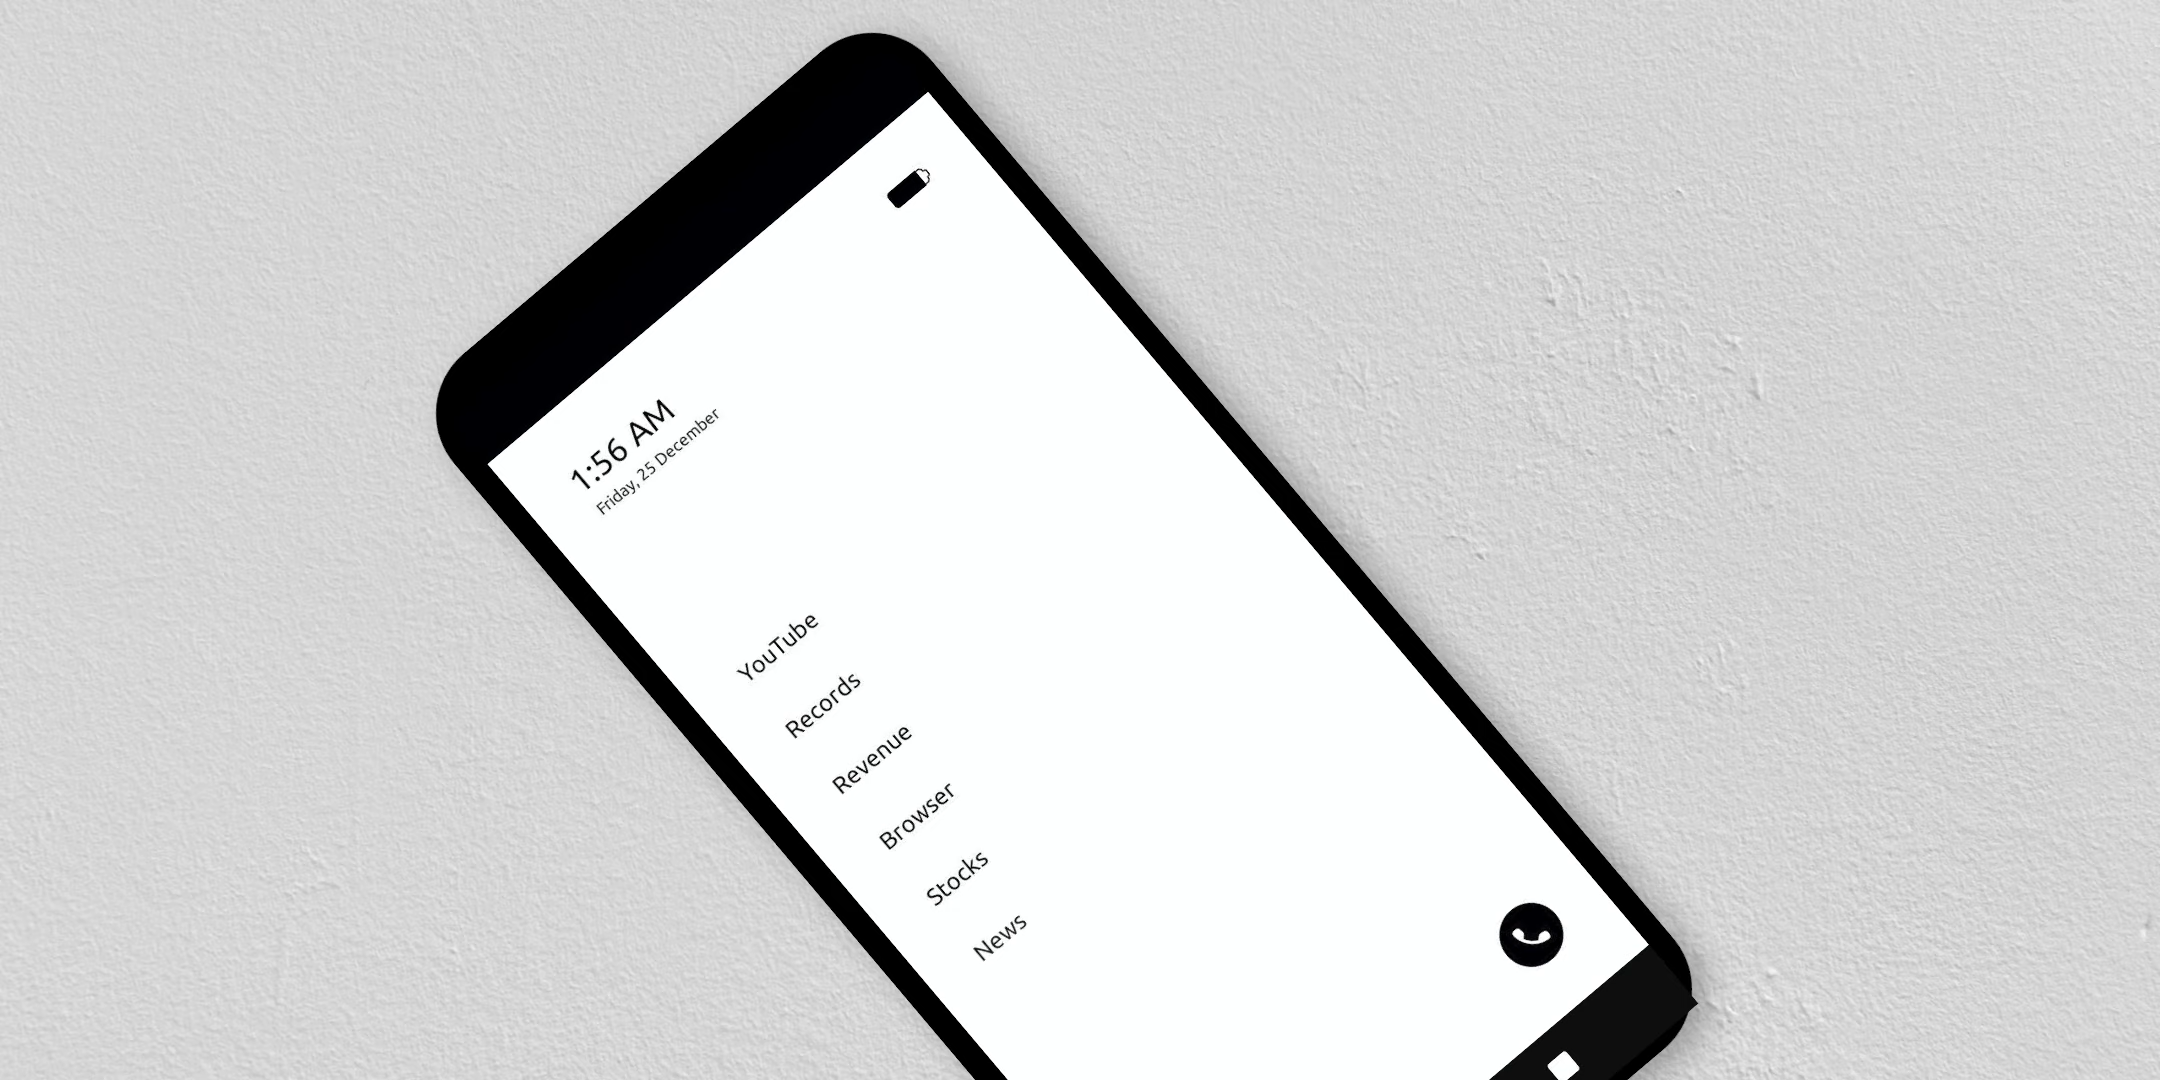 1:56 AM
Friday, 25 December
YouTube
Records
Revenue
Browser
Stocks
News